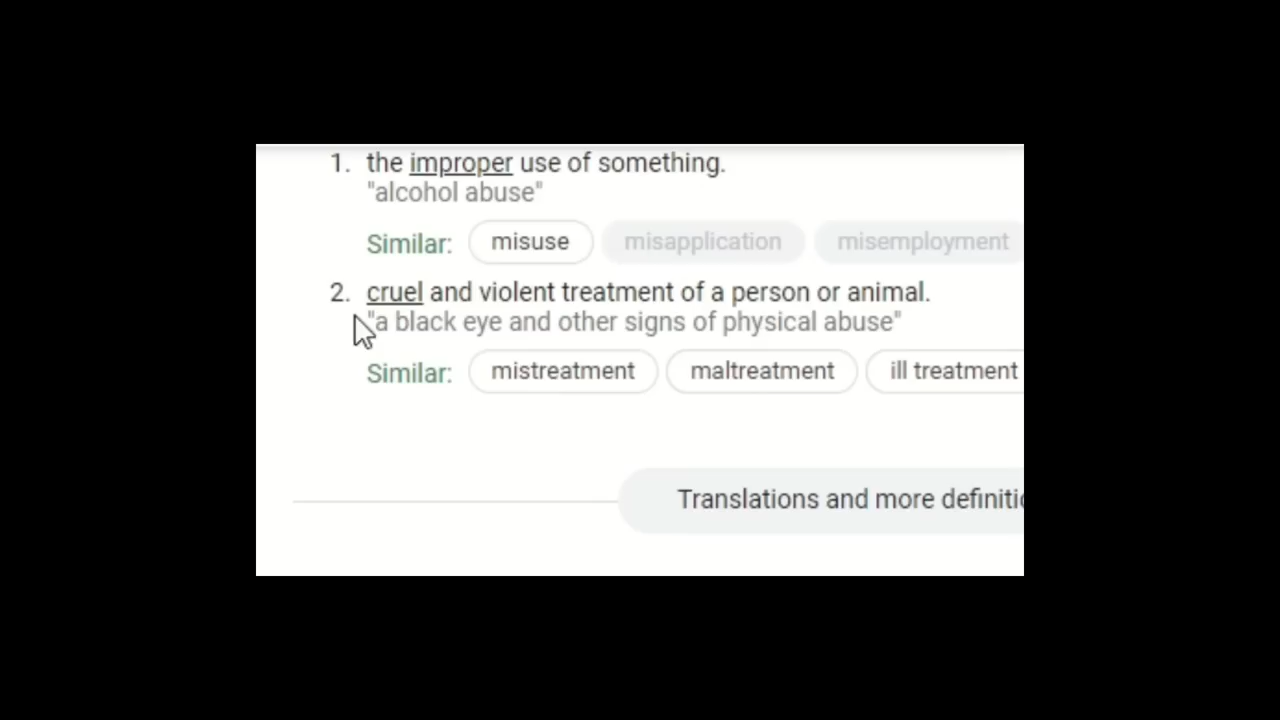 1. the improper use of something.
"alcohol abuse"
Similar: misuse misapplication misemployment
2. cruel and violent treatment of a person or animal.
"a black eye and other signs of physical abuse"
Similar: mistreatment maltreatment ill treatment
Translations and more definitio